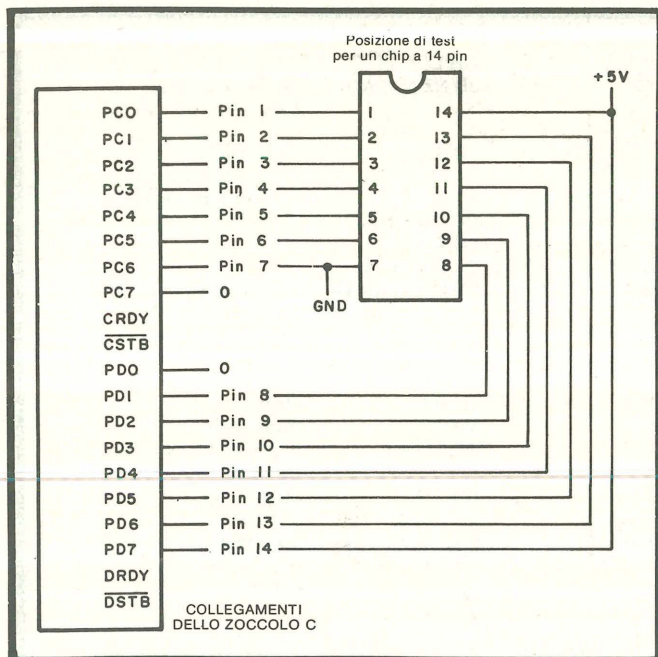 Posizione di test
per un chip a 14 pin
+5V
PC0 Pin 1 1 14
PC1 Pin 2 2 13
PC2 Pin 3 3 12
PC3 Pin 4 4 11
PC4 Pin 5 5 10
PC5 Pin 6 6 9
PC6 Pin 7 7 8
PC7 0
GND
CRDY
CSTB
PD0 0
PD1 Pin 8
PD2 Pin 9
PD3 Pin 10
PD4 Pin 11
PD5 Pin 12
PD6 Pin 13
PD7 Pin 14
DRDY
DSTB
COLLEGAMENTI
DELLO ZOCCOLO C